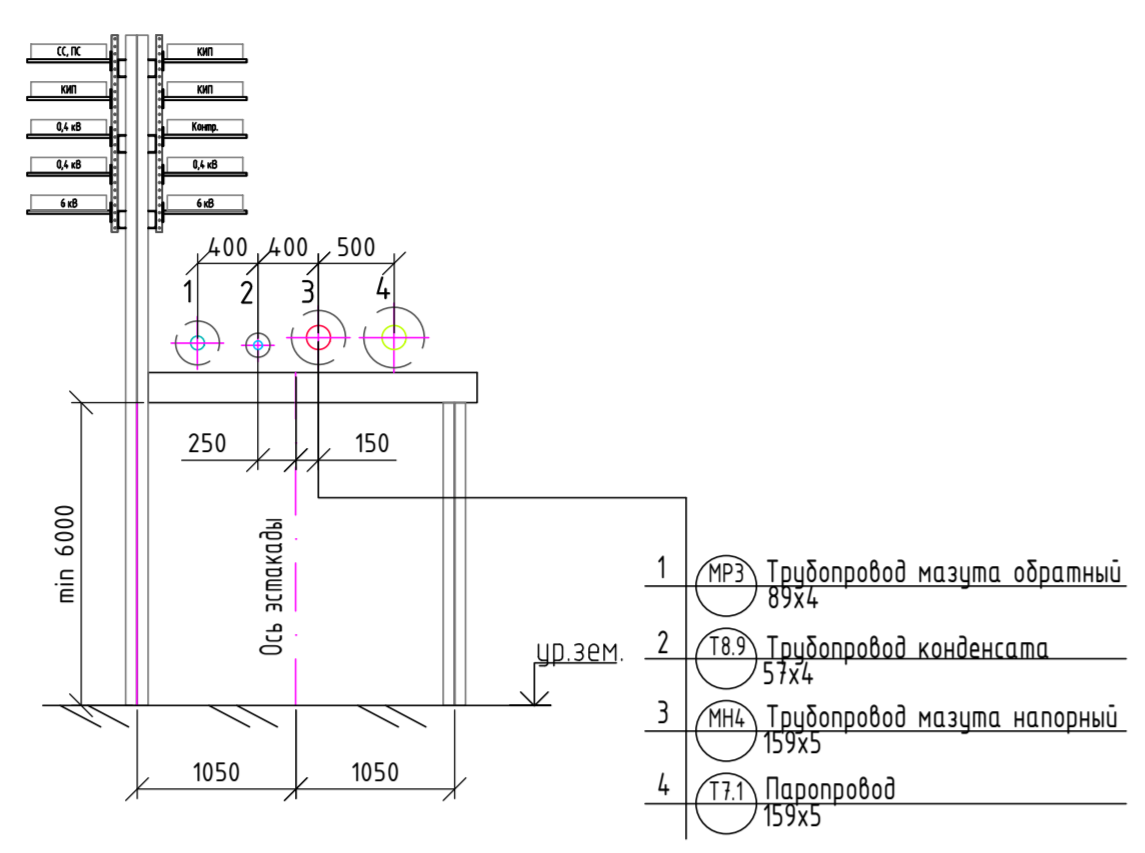 СС, ПС
КИП
КИП
КИП
0,4 кВ
Контр.
0,4 кВ
0,4 кВ
6 кВ
6 кВ
400
400
500
1
2
3
4
250
150
min 6000
Ось эстакады
ур.зем.
1050
1050
1 МР3 Трубопровод мазута обратный
89х4
2 Т8.9 Трубопровод конденсата
57х4
3 МН4 Трубопровод мазута напорный
159х5
4 Т7.1 Паропровод
159х5